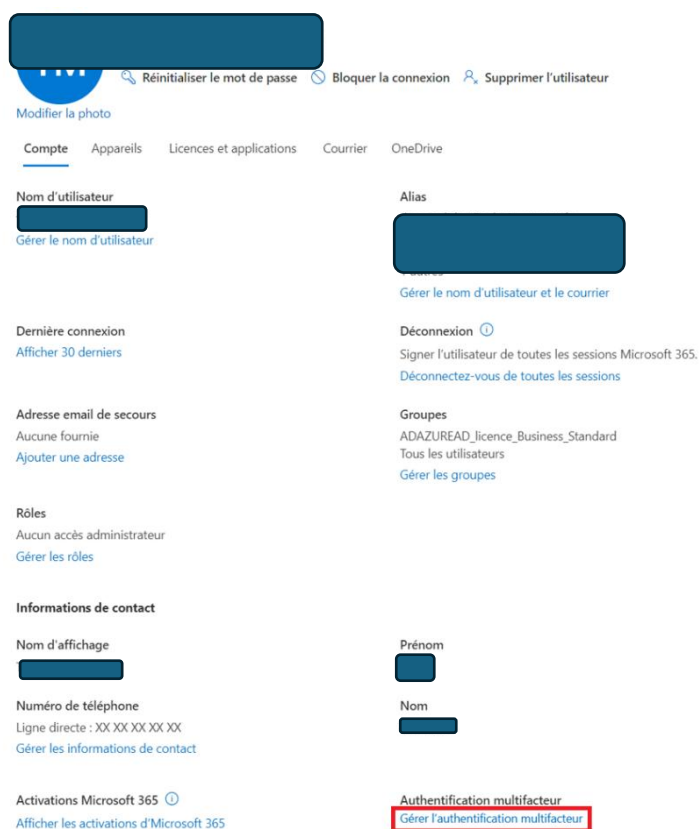 Réinitialiser le mot de passe
Bloquer la connexion
Supprimer l'utilisateur
Modifier la photo
Compte
Appareils
Licences et applications
Courrier
OneDrive
Nom d'utilisateur
Gérer le nom d'utilisateur
Alias
Gérer le nom d'utilisateur et le courrier
Dernière connexion
Afficher 30 derniers
Déconnexion
Signer l'utilisateur de toutes les sessions Microsoft 365.
Déconnectez-vous de toutes les sessions
Adresse email de secours
Aucune fournie
Ajouter une adresse
Groupes
ADAZUREAD_licence_Business_Standard
Tous les utilisateurs
Gérer les groupes
Rôles
Aucun accès administrateur
Gérer les rôles
Informations de contact
Nom d'affichage
Prénom
Numéro de téléphone
Ligne directe : XX XX XX XX XX
Gérer les informations de contact
Nom
Activations Microsoft 365
Afficher les activations d'Microsoft 365
Authentification multifacteur
Gérer l'authentification multifacteur